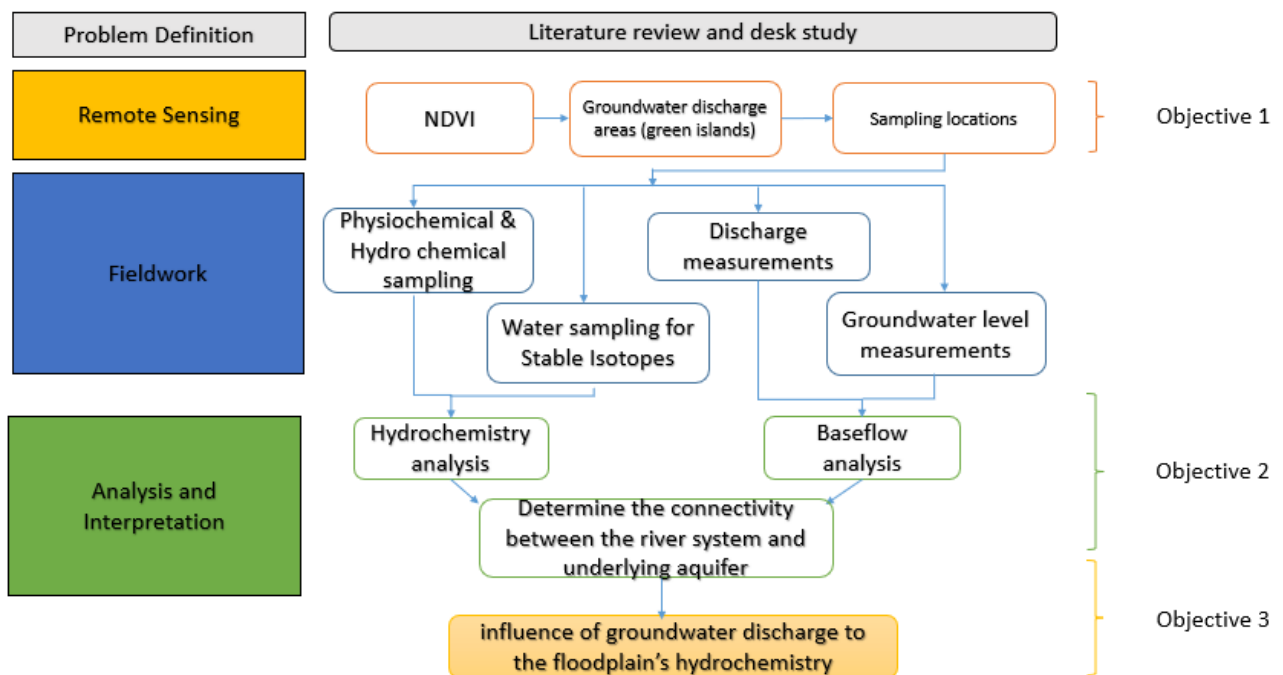 Problem Definition
Literature review and desk study
Remote Sensing
NDVI
Groundwater discharge
areas (green islands)
Sampling locations
Objective 1
Fieldwork
Physiochemical &
Hydro chemical
sampling
Discharge
measurements
Water sampling for
Stable Isotopes
Groundwater level
measurements
Analysis and
Interpretation
Hydrochemistry
analysis
Baseflow
analysis
Objective 2
Determine the connectivity
between the river system and
underlying aquifer
influence of groundwater discharge to
the floodplain's hydrochemistry
Objective 3